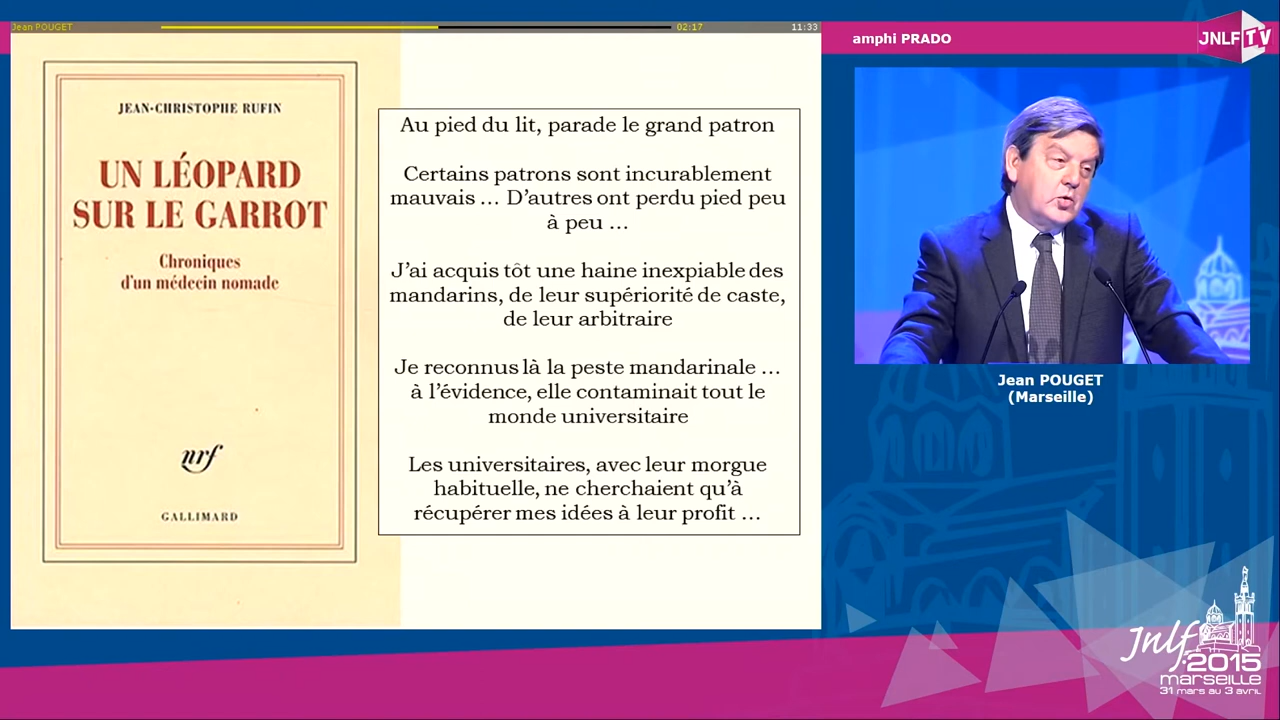 Jean POUGET
02:17
11:33
amphi PRADO
JNLF TV
JEAN-CHRISTOPHE RUFIN
UN LÉOPARD
SUR LE GARROT
Chroniques
d'un médecin nomade
nrf
GALLIMARD
Au pied du lit, parade le grand patron
Certains patrons sont incurablement
mauvais … D'autres ont perdu pied peu
à peu …
J'ai acquis tôt une haine inexpiable des
mandarins, de leur supériorité de caste,
de leur arbitraire
Je reconnus là la peste mandarinale …
à l'évidence, elle contaminait tout le
monde universitaire
Les universitaires, avec leur morgue
habituelle, ne cherchaient qu'à
récupérer mes idées à leur profit …
Jean POUGET
(Marseille)
Jnlf
2015
marseille
31 mars au 3 avril